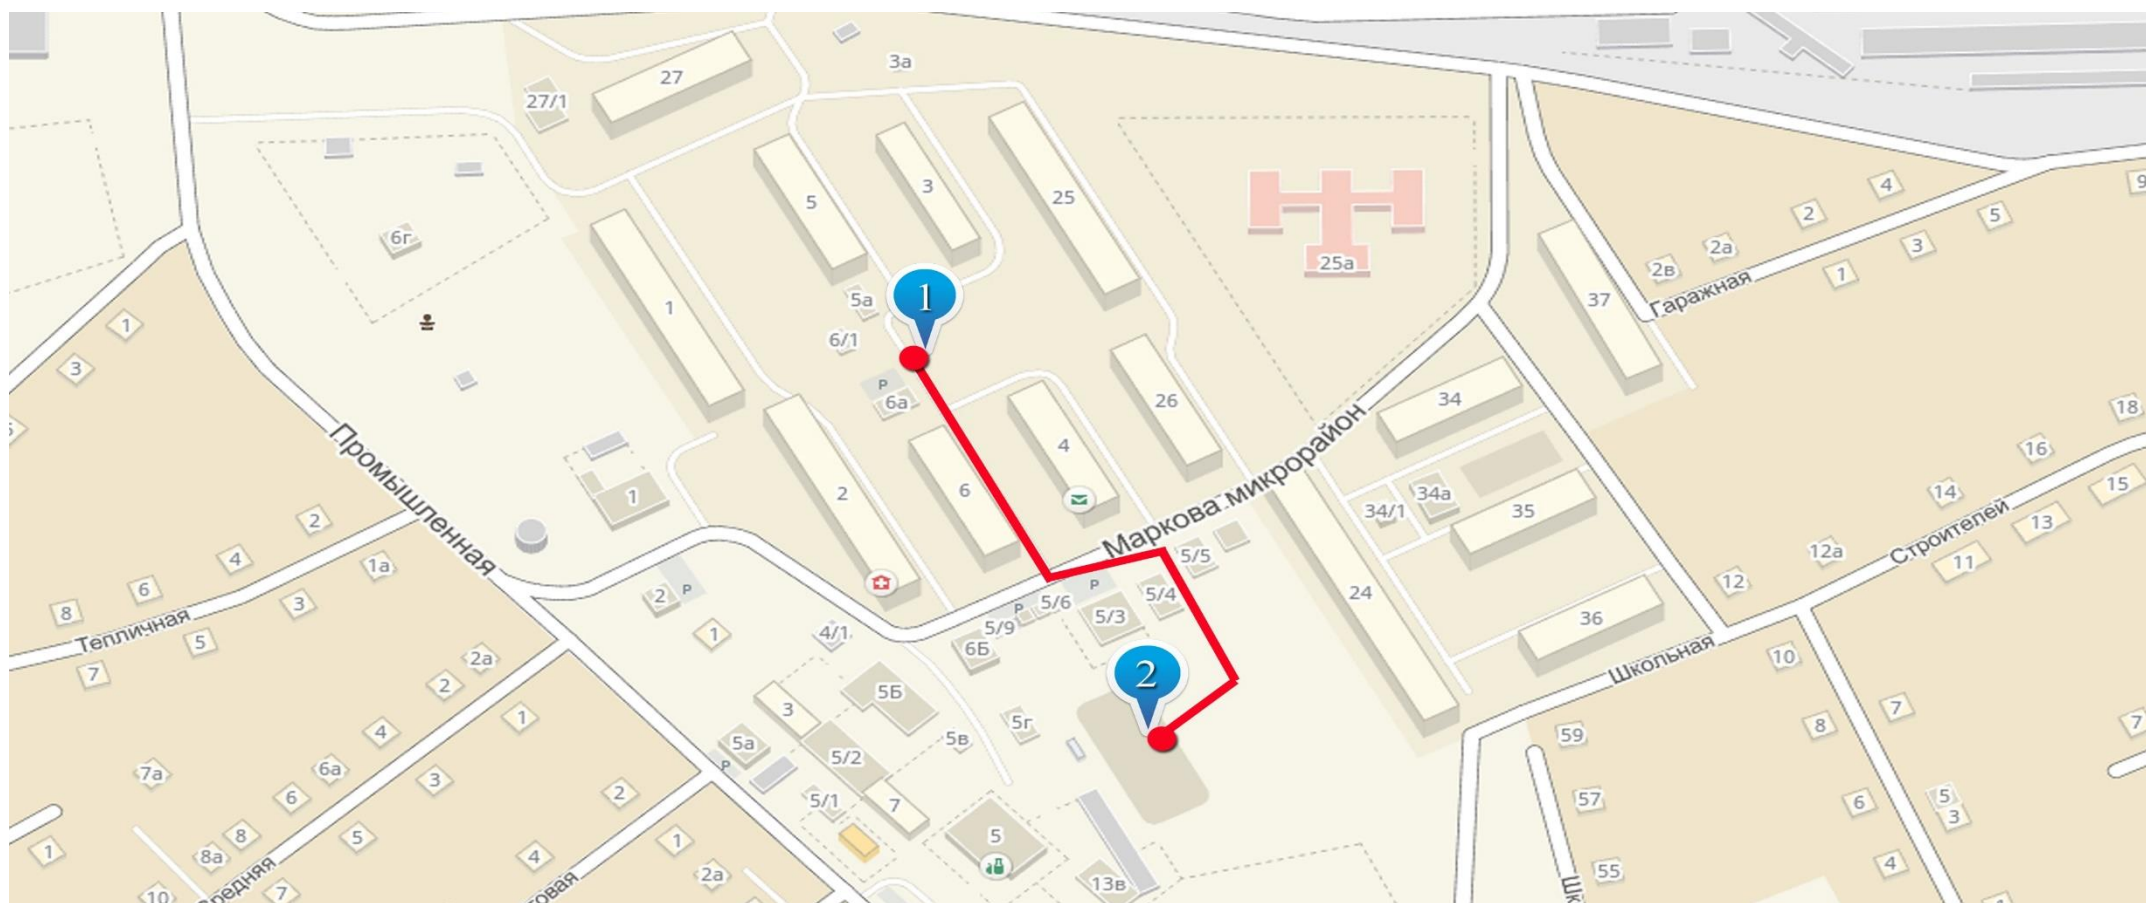 27
3а
27/1
5
3
25
6г
1
5а
1
6/1
25а
37
2в
2а
2
4
1
3
5
9
Гаражная
1
3
P
6а
6
4
26
34
2
Маркова микрорайон
Промышленная
1
34/1
34а
35
36
24
18
16
14
15
13
12а
11
12
Строителей
Школьная
10
2
4
6
8
1а
3
5
7
Тепличная
2
P
1
4/1
5/9
P
5/6
P
5/3
5/4
5/5
6Б
2
2а
2
4
6а
6
8
8а
10
7а
1
3
5
7
1
Средняя
3
5Б
5а
P
5/2
5в
5г
5/1
7
5
13в
2
4
1
2а
59
57
55
8
6
4
7
5
3
7
1